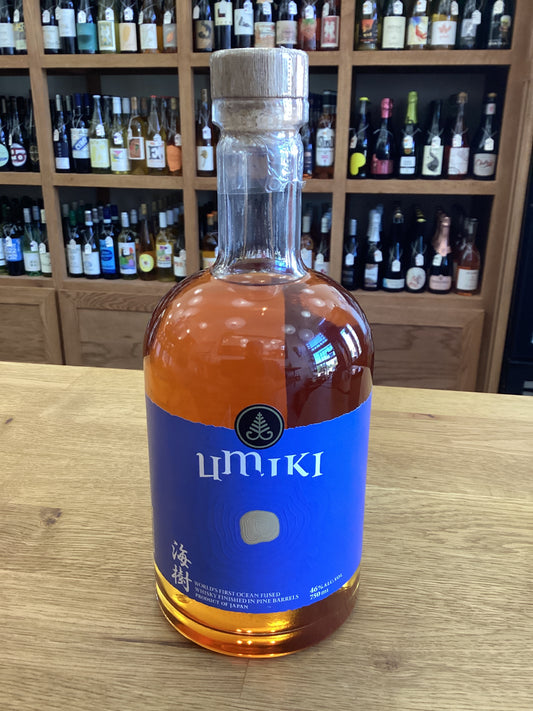 UMIKI
海樹
WORLD'S FIRST OCEAN FUSED
WHISKY FINISHED IN PINE BARRELS
PRODUCT OF JAPAN
46% ALC./VOL.
750 ml